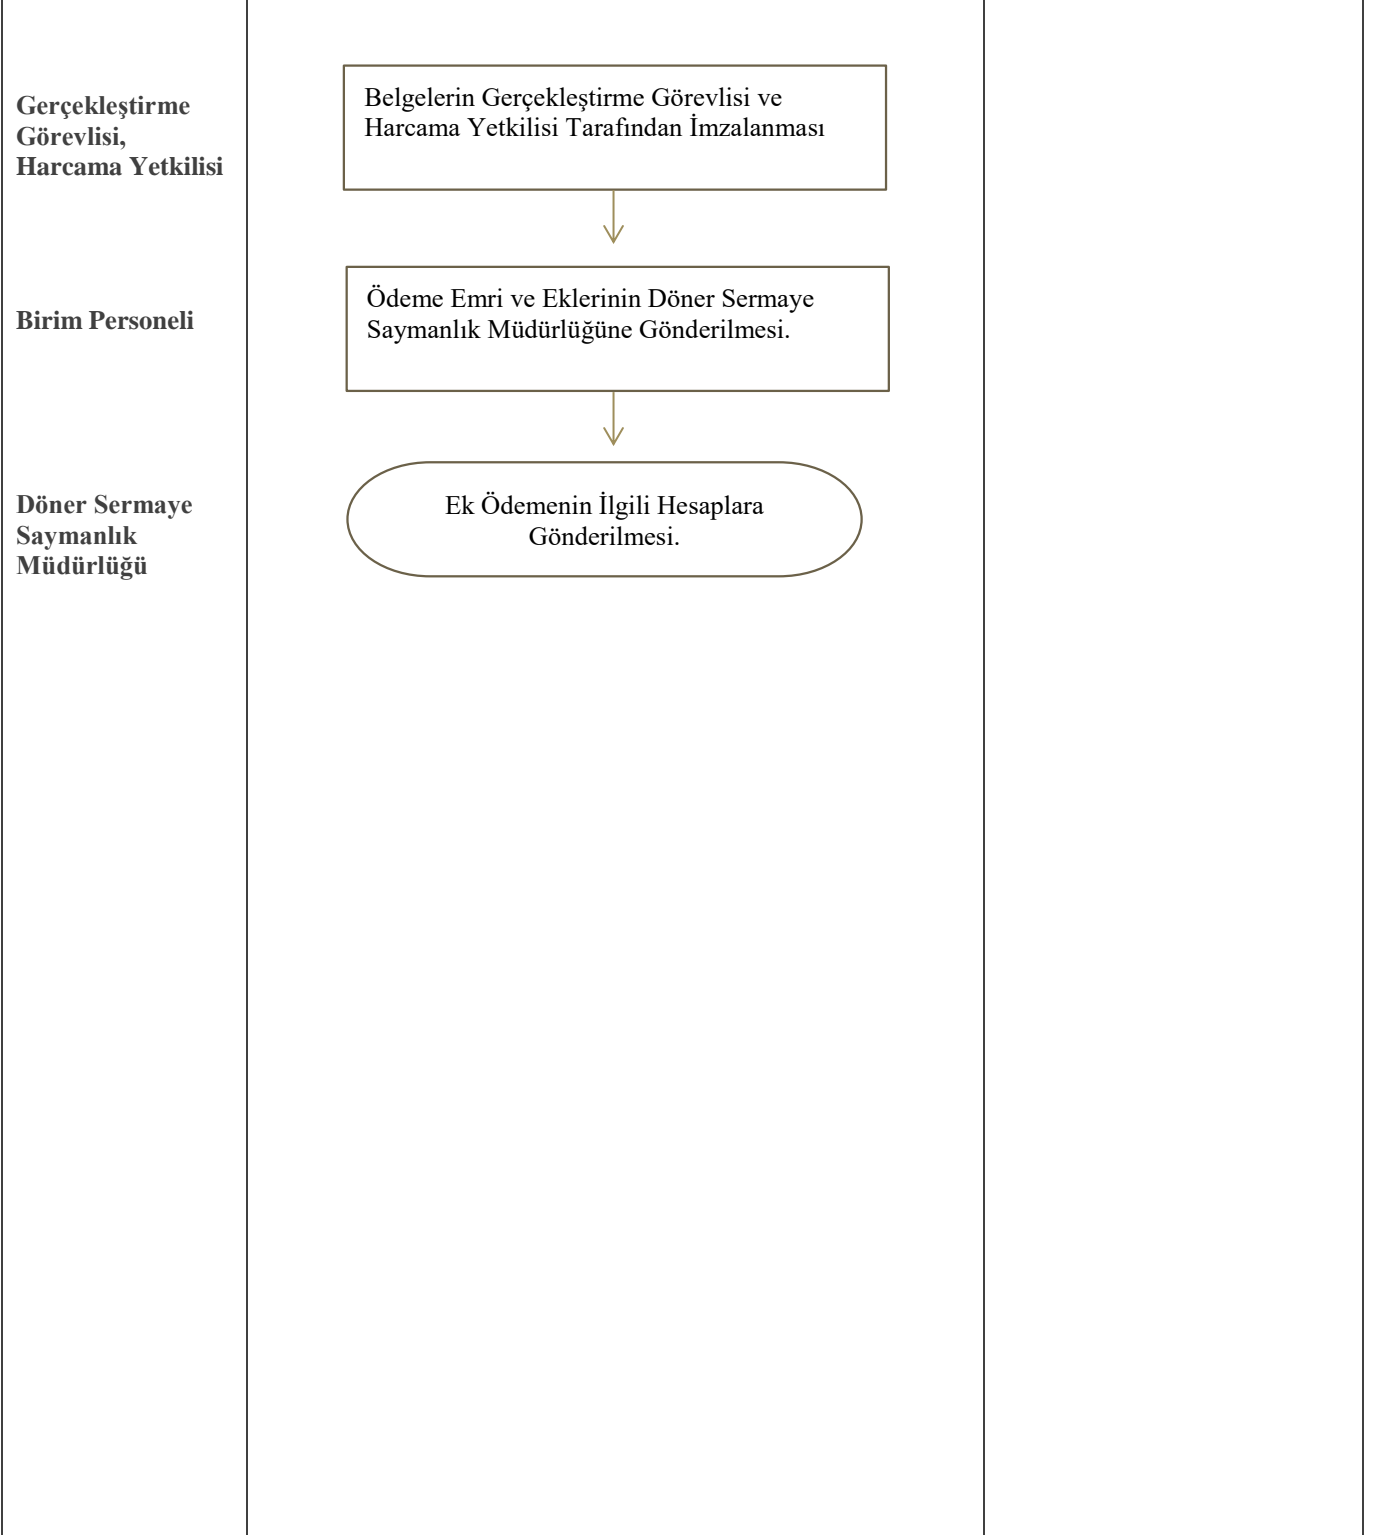 Gerçekleştirme
Görevlisi,
Harcama Yetkilisi
Belgelerin Gerçekleştirme Görevlisi ve
Harcama Yetkilisi Tarafından İmzalanması
Birim Personeli
Ödeme Emri ve Eklerinin Döner Sermaye
Saymanlık Müdürlüğüne Gönderilmesi.
Döner Sermaye
Saymanlık
Müdürlüğü
Ek Ödemenin İlgili Hesaplara
Gönderilmesi.